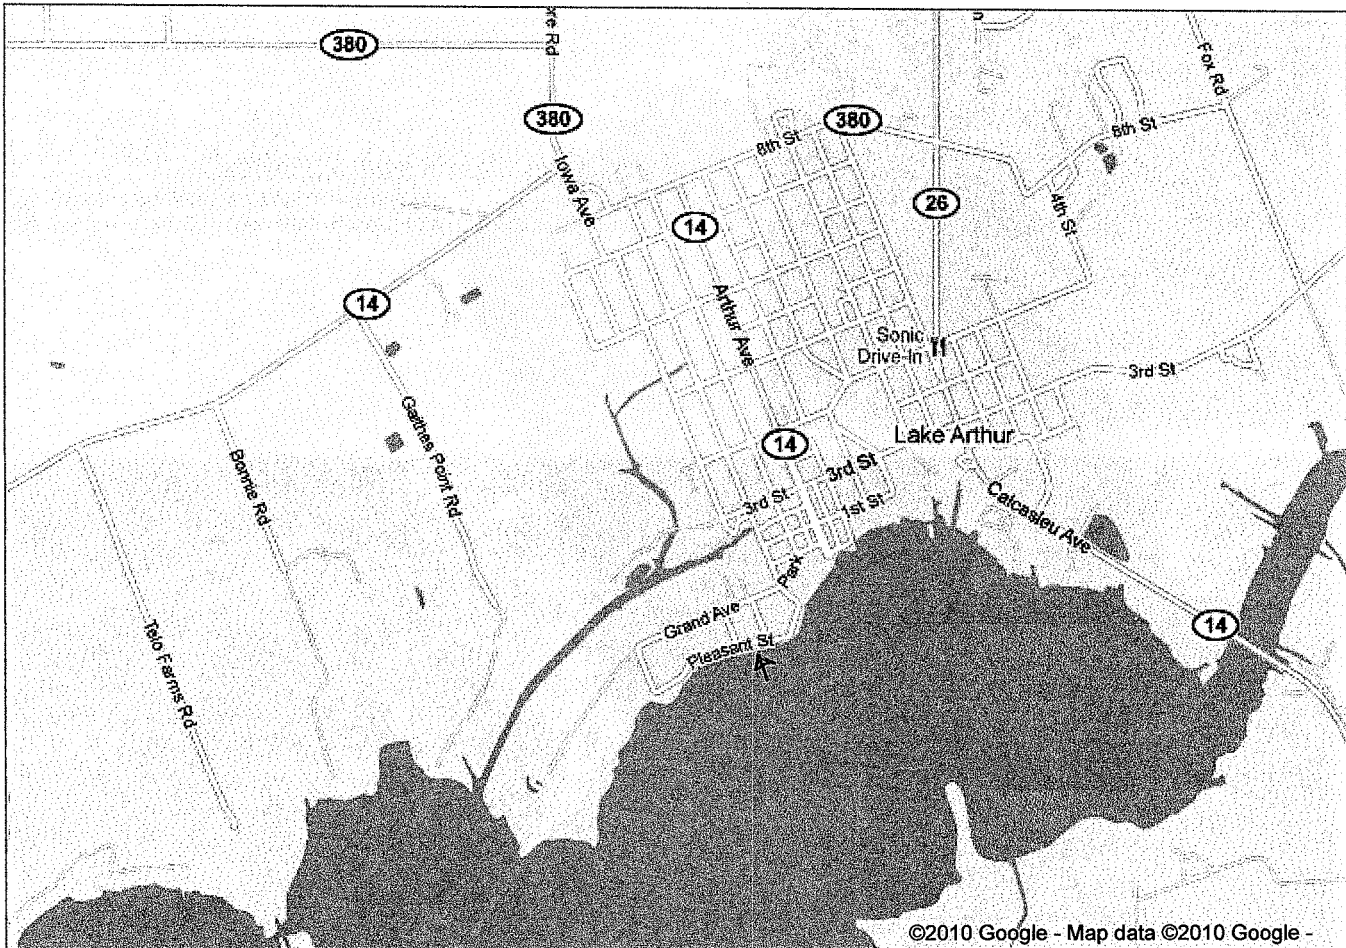 re Rd
380
380
Iowa Ave
8th St
380
Fox Rd
8th St
26
4th St
14
14
Arthur Ave
Sonic
Drive-In
3rd St
Gaithes Point Rd
Bonnie Rd
14
Lake Arthur
3rd St
3rd St
1st St
Calcasieu Ave
Park
Grand Ave
Pleasant St
14
Telo Farms Rd
©2010 Google - Map data ©2010 Google -